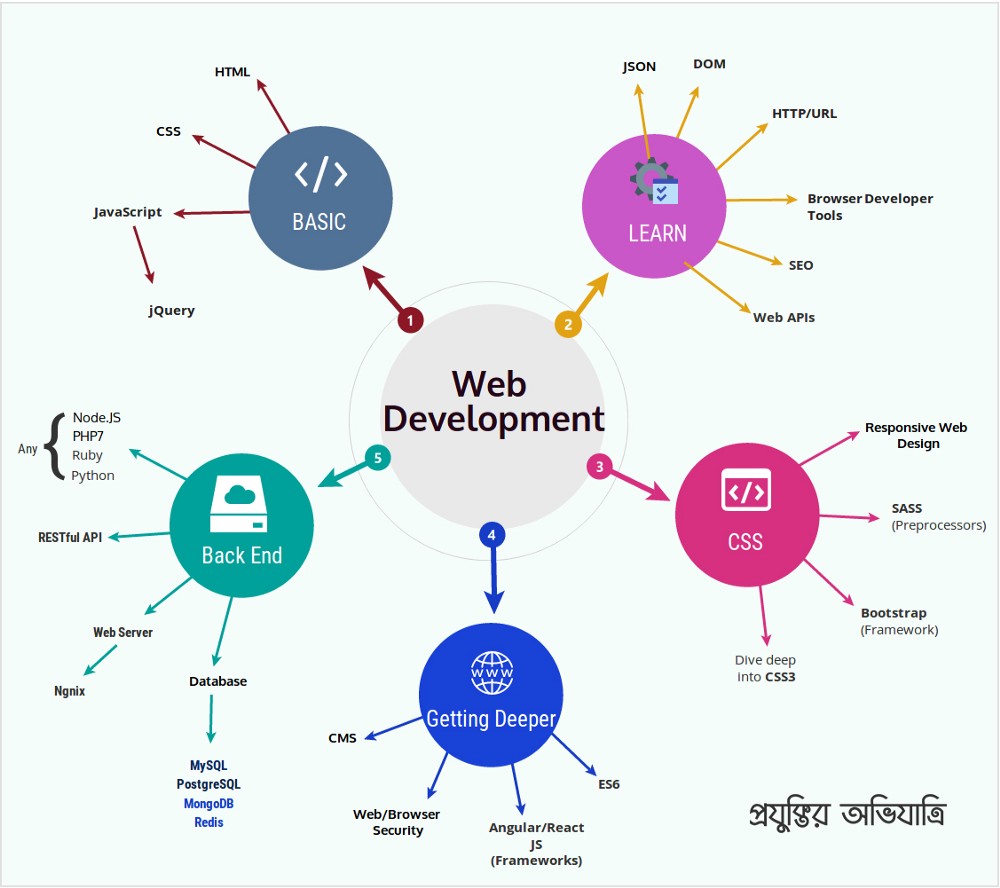 Web
Development
1
BASIC
HTML
CSS
JavaScript
jQuery
2
LEARN
JSON
DOM
HTTP/URL
Browser Developer
Tools
SEO
Web APIs
3
CSS
Responsive Web
Design
SASS
(Preprocessors)
Bootstrap
(Framework)
Dive deep
into CSS3
4
WWW
Getting Deeper
CMS
Web/Browser
Security
Angular/React
JS
(Frameworks)
ES6
5
Back End
Any
Node.JS
PHP7
Ruby
Python
RESTful API
Web Server
Ngnix
Database
MySQL
PostgreSQL
MongoDB
Redis
প্রযুক্তির অভিযাত্রি